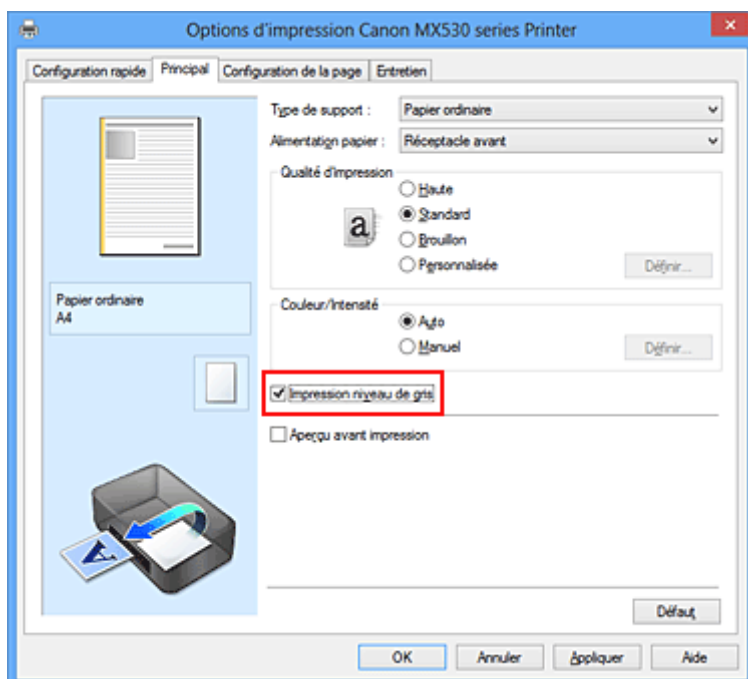 Options d'impression Canon MX530 series Printer
Configuration rapide
Principal
Configuration de la page
Entretien
Type de support :
Papier ordinaire
Alimentation papier :
Réceptacle avant
Qualité d'impression
a
Haute
Standard
Brouillon
Personnalisée
Définir...
Papier ordinaire
A4
Couleur/Intensité
Auto
Manuel
Définir...
Impression niveau de gris
Aperçu avant impression
A
Défaut
OK
Annuler
Appliquer
Aide